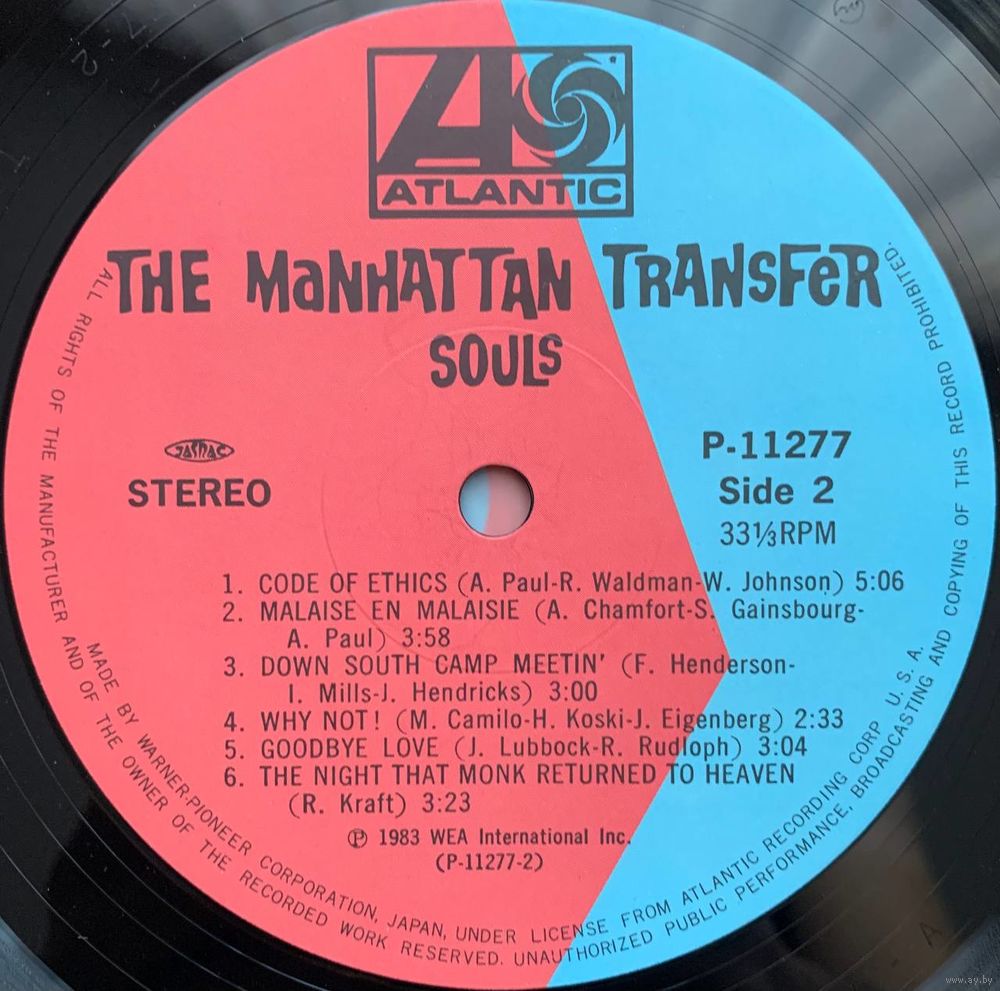 ATLANTIC
THE MaNHATTAN TRANSFeR
SOULS
JASRAC
STEREO
P-11277
Side 2
33⅓RPM
1. CODE OF ETHICS (A. Paul-R. Waldman-W. Johnson) 5:06
2. MALAISE EN MALAISIE (A. Chamfort-S. Gainsbourg-
A. Paul) 3:58
3. DOWN SOUTH CAMP MEETIN' (F. Henderson-
I. Mills-J. Hendricks) 3:00
4. WHY NOT! (M. Camilo-H. Koski-J. Eigenberg) 2:33
5. GOODBYE LOVE (J. Lubbock-R. Rudloph) 3:04
6. THE NIGHT THAT MONK RETURNED TO HEAVEN
(R. Kraft) 3:23
℗ 1983 WEA International Inc.
(P-11277-2)
MADE BY WARNER-PIONEER CORPORATION, JAPAN, UNDER LICENSE FROM ATLANTIC RECORDING CORP U. S. A.
ALL RIGHTS OF THE MANUFACTURER AND OF THE OWNER OF THE RECORDED WORK RESERVED. UNAUTHORIZED PUBLIC PERFORMANCE, BROADCASTING AND COPYING OF THIS RECORD PROHIBITED.
www.ay.by